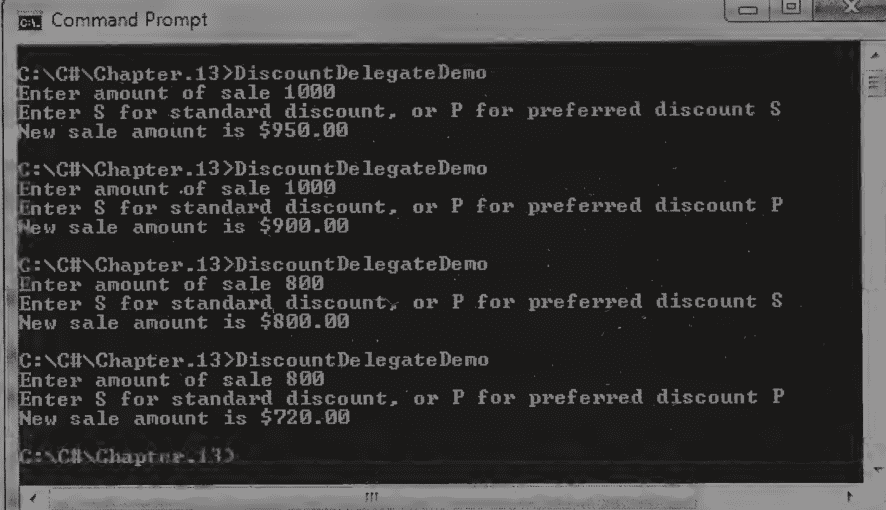 Command Prompt
C:\C#\Chapter.13>DiscountDelegateDemo
Enter amount of sale 1000
Enter S for standard discount, or P for preferred discount S
New sale amount is $950.00
C:\C#\Chapter.13>DiscountDelegateDemo
Enter amount of sale 1000
Enter S for standard discount, or P for preferred discount P
New sale amount is $900.00
C:\C#\Chapter.13>DiscountDelegateDemo
Enter amount of sale 800
Enter S for standard discount, or P for preferred discount S
New sale amount is $800.00
C:\C#\Chapter.13>DiscountDelegateDemo
Enter amount of sale 800
Enter S for standard discount, or P for preferred discount P
New sale amount is $720.00
C:\C#\Chapter.13>